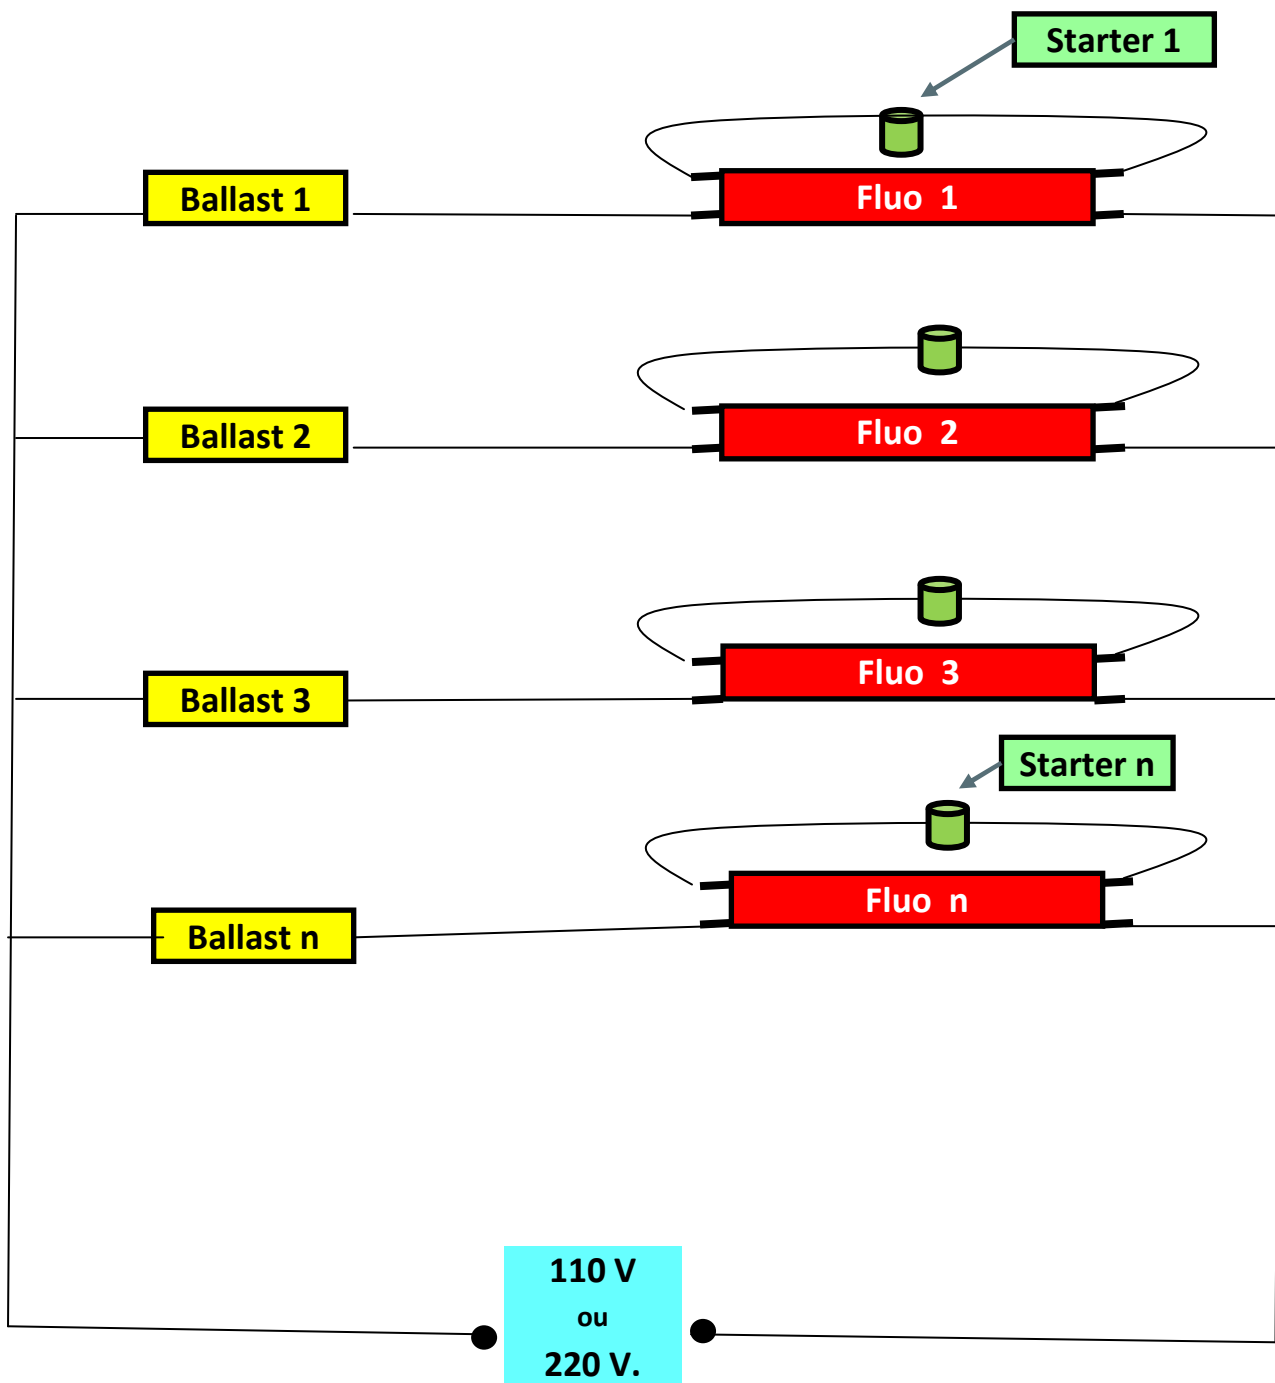 Starter 1
Ballast 1
Fluo 1
Ballast 2
Fluo 2
Ballast 3
Fluo 3
Starter n
Ballast n
Fluo n
110 V
ou
220 V.